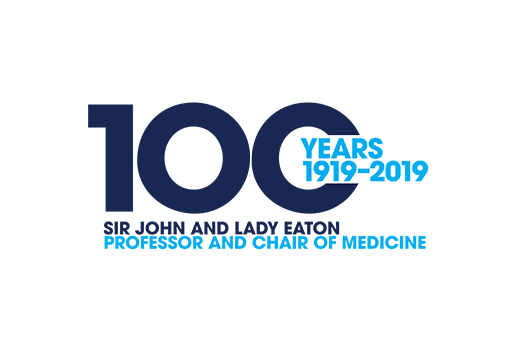 100
YEARS
1919–2019
SIR JOHN AND LADY EATON
PROFESSOR AND CHAIR OF MEDICINE